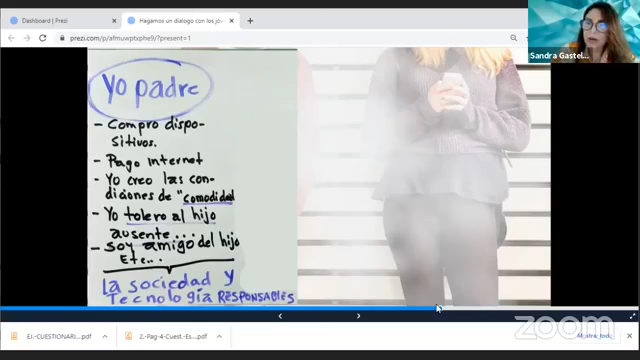 Dashboard | Prezi
Hagamos un dialogo con los jó
prezi.com/p/afmuwptxphe9/?present=1
Sandra Gastel...
Yo padre
- Compro dispo-
sitivos.
- Pago internet
- Yo creo las con-
diciones de "comodidad
- Yo tolero al hijo
ausente...
- Soy amigo del hijo
Etc...
La sociedad y
Tecnología RESPONSABLES
zoom
EI.-CUESTIONARI....pdf
2.-Pag-4-Cuest.-Es....pdf
Mostrar todo